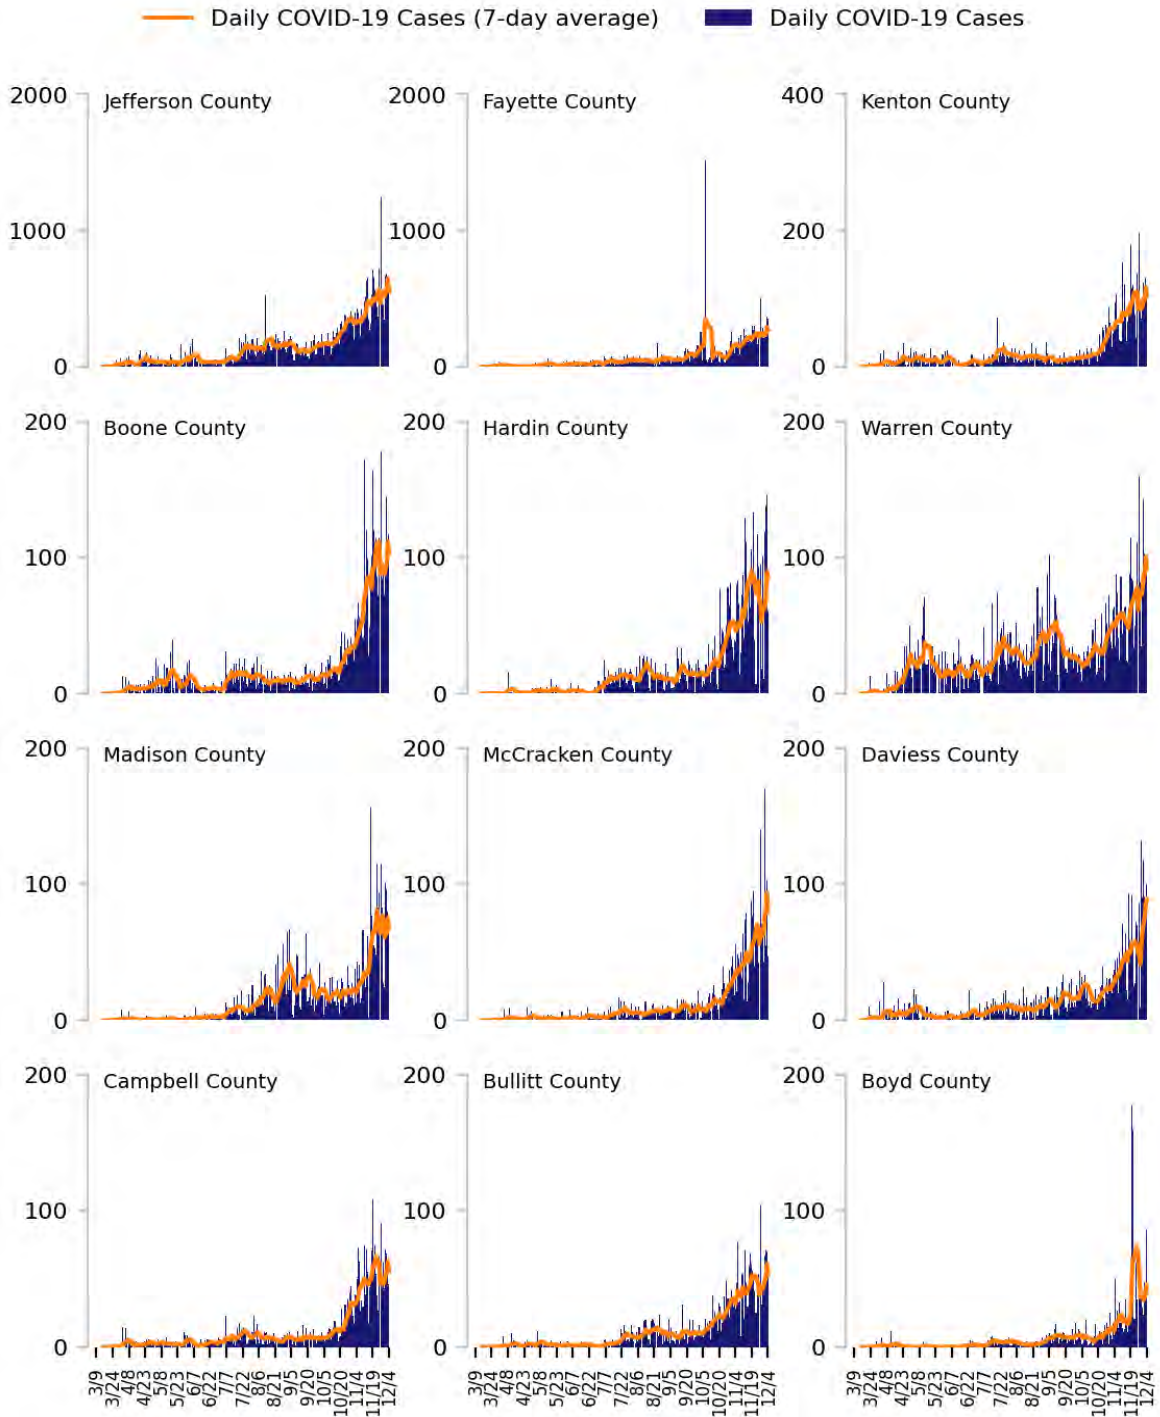 Daily COVID-19 Cases (7-day average) Daily COVID-19 Cases
2000 Jefferson County 2000 Fayette County 400 Kenton County
1000 1000 200
0 0 0
200 Boone County 200 Hardin County 200 Warren County
100 100 100
0 0 0
200 Madison County 200 McCracken County 200 Daviess County
100 100 100
0 0 0
200 Campbell County 200 Bullitt County 200 Boyd County
100 100 100
0 0 0
3/9 3/24 4/8 4/23 5/8 5/23 6/7 6/22 7/7 7/22 8/6 8/21 9/5 9/20 10/5 10/20 11/4 11/19 12/4 3/9 3/24 4/8 4/23 5/8 5/23 6/7 6/22 7/7 7/22 8/6 8/21 9/5 9/20 10/5 10/20 11/4 11/19 12/4 3/9 3/24 4/8 4/23 5/8 5/23 6/7 6/22 7/7 7/22 8/6 8/21 9/5 9/20 10/5 10/20 11/4 11/19 12/4